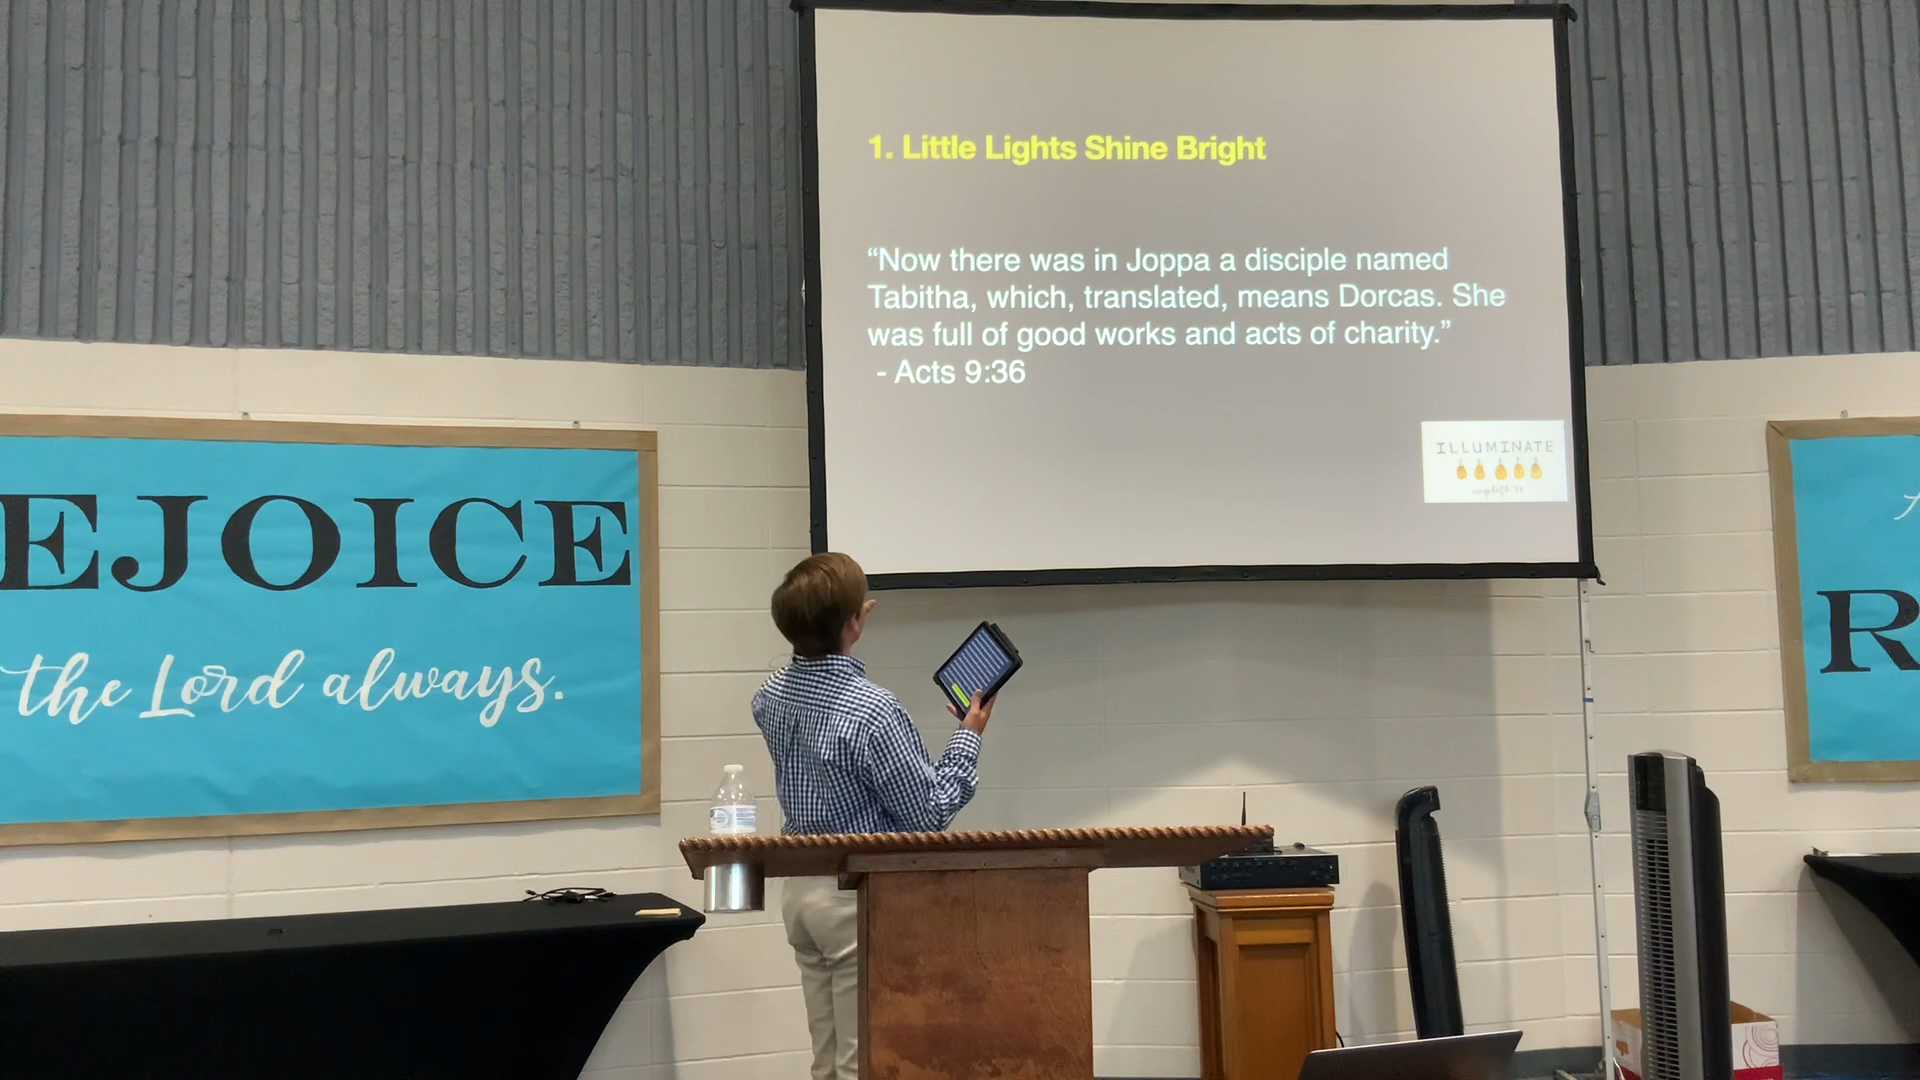 1. Little Lights Shine Bright
“Now there was in Joppa a disciple named
Tabitha, which, translated, means Dorcas. She
was full of good works and acts of charity.”
- Acts 9:36
ILLUMINATE
EJOICE
the Lord always.
R